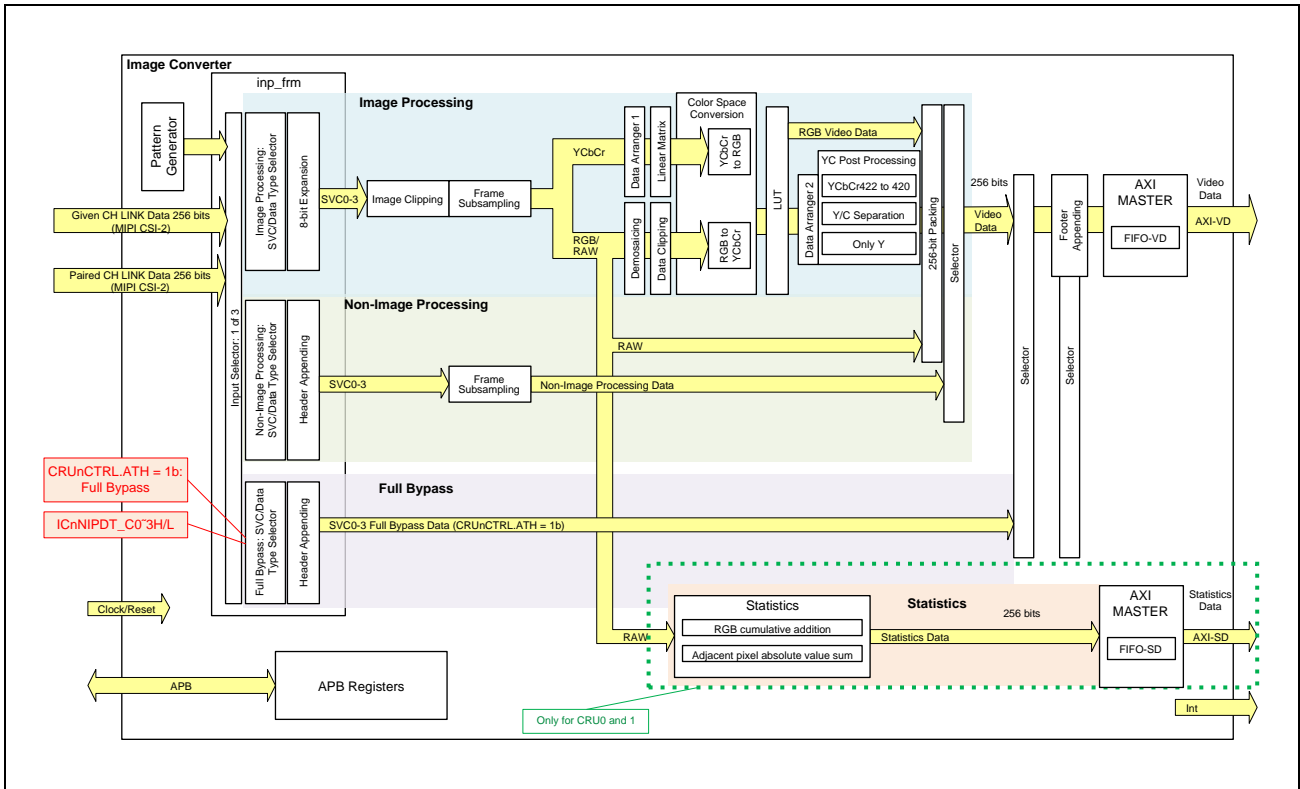 Image Converter
inp_frm
Pattern
Generator
Given CH LINK Data 256 bits
(MIPI CSI-2)
Paired CH LINK Data 256 bits
(MIPI CSI-2)
Input Selector: 1 of 3
Image Processing
Image Processing:
SVC/Data Type Selector
8-bit Expansion
SVC0-3
Image Clipping
Frame
Subsampling
YCbCr
RGB/
RAW
Data Arranger 1
Linear Matrix
Demosaicing
Data Clipping
Color Space
Conversion
YCbCr
to RGB
RGB to
YCbCr
LUT
RGB Video Data
Data Arranger 2
YC Post Processing
YCbCr422 to 420
Y/C Separation
Only Y
256-bit Packing
Selector
256 bits
Video
Data
Selector
Footer
Appending
Selector
AXI
MASTER
FIFO-VD
Video
Data
AXI-VD
Non-Image Processing
Non-Image Processing:
SVC/Data Type Selector
Header Appending
RAW
SVC0-3
Frame
Subsampling
Non-Image Processing Data
CRUnCTRL.ATH = 1b:
Full Bypass
ICnNIPDT_C0~3H/L
Full Bypass
Full Bypass: SVC/Data
Type Selector
Header Appending
SVC0-3 Full Bypass Data (CRUnCTRL.ATH = 1b)
Clock/Reset
RAW
Statistics
RGB cumulative addition
Adjacent pixel absolute value sum
Statistics
256 bits
Statistics Data
AXI
MASTER
FIFO-SD
Statistics
Data
AXI-SD
APB
APB Registers
Only for CRU0 and 1
Int